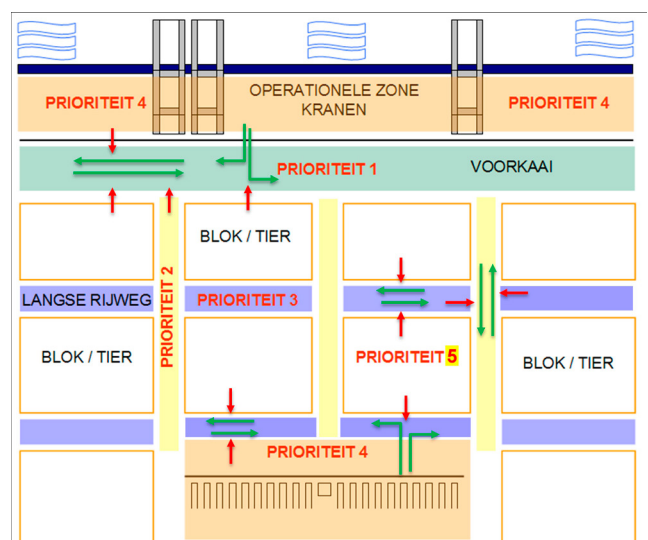 PRIORITEIT 4
OPERATIONELE ZONE
KRANEN
PRIORITEIT 4
PRIORITEIT 1
VOORKAAI
BLOK / TIER
PRIORITEIT 2
LANGSE RIJWEG
PRIORITEIT 3
BLOK / TIER
PRIORITEIT 5
BLOK / TIER
PRIORITEIT 4